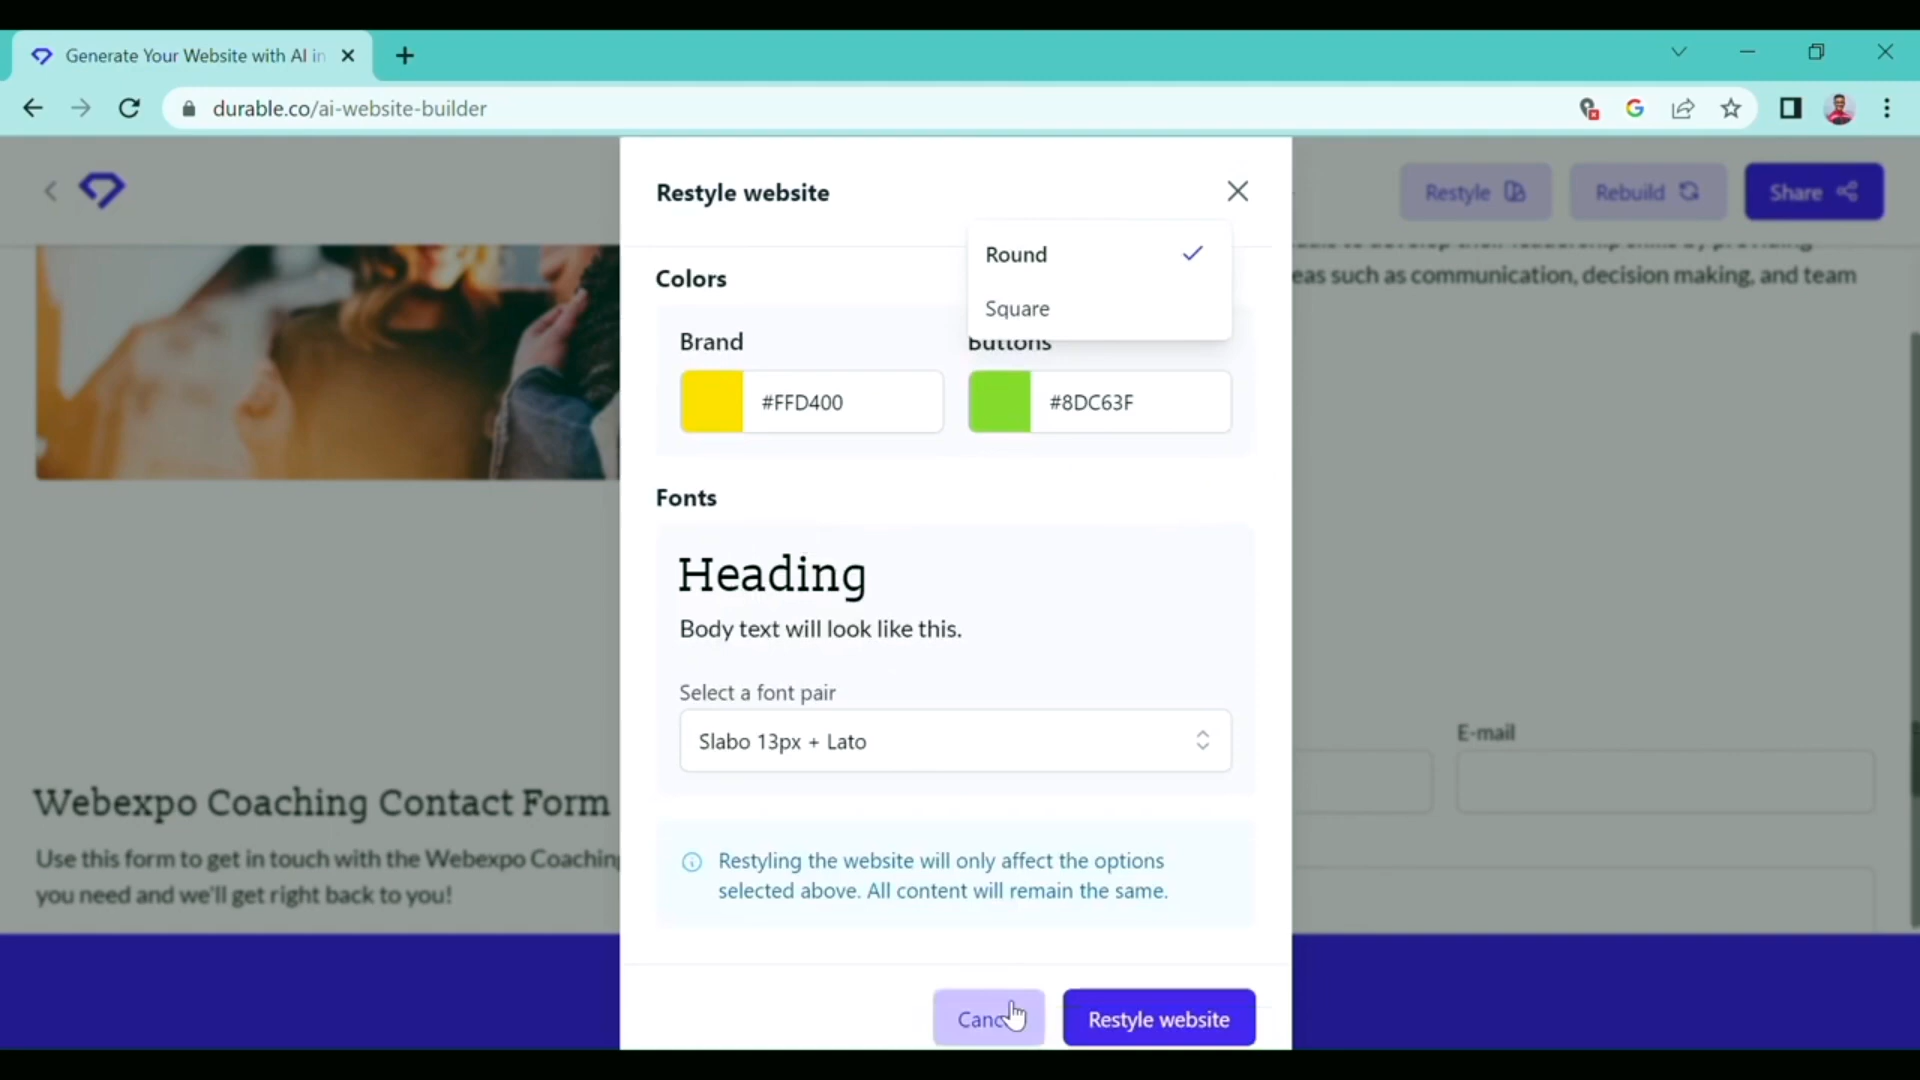 Generate Your Website with AI in
durable.co/ai-website-builder
Restyle website
Restyle
Rebuild
Share
Round
Square
Colors
Brand
Buttons
#FFD400
#8DC63F
Fonts
Heading
Body text will look like this.
Select a font pair
Slabo 13px + Lato
Restyling the website will only affect the options
selected above. All content will remain the same.
Restyle website
eas such as communication, decision making, and team
E-mail
Webexpo Coaching Contact Form
Use this form to get in touch with the Webexpo Coaching
you need and we'll get right back to you!